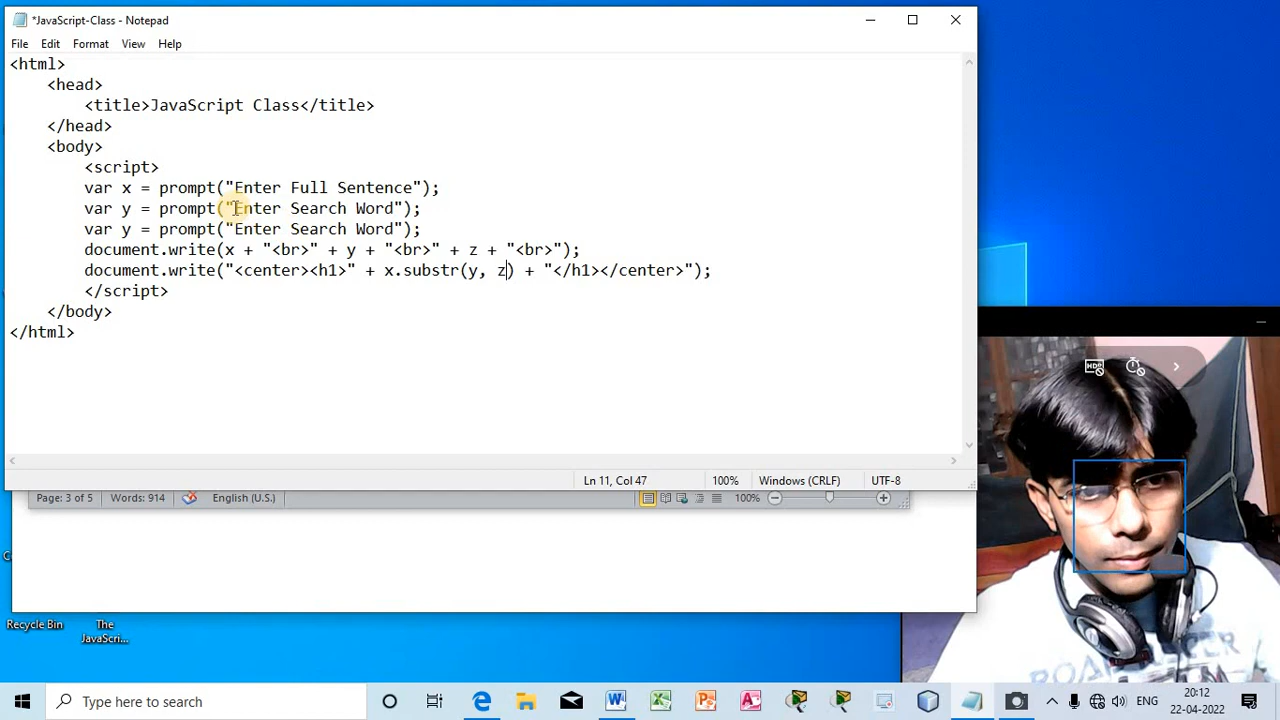 *JavaScript-Class - Notepad
File Edit Format View Help
<html>
<head>
<title>JavaScript Class</title>
</head>
<body>
<script>
var x = prompt("Enter Full Sentence");
var y = prompt("Enter Search Word");
var y = prompt("Enter Search Word");
document.write(x + "<br>" + y + "<br>" + z + "<br>");
document.write("<center><h1>" + x.substr(y, z) + "</h1></center>");
</script>
</body>
</html>
Ln 11, Col 47 100% Windows (CRLF) UTF-8
Page: 3 of 5 Words: 914 English (U.S.) 100%
Recycle Bin
The
JavaScri...
Type here to search
ENG
20:12
22-04-2022